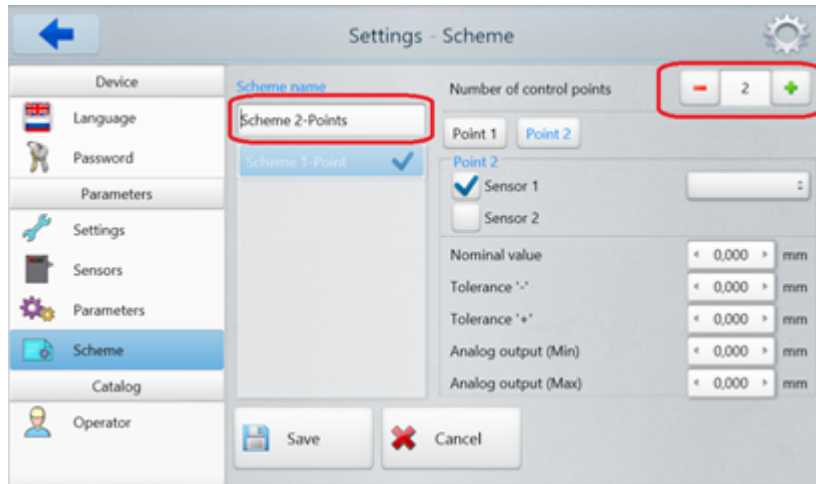 Settings - Scheme
Device
Language
Password
Parameters
Settings
Sensors
Parameters
Scheme
Catalog
Operator
Scheme name
Scheme 2-Points
Scheme 1-Point
Number of control points
2
Point 1 Point 2
Point 2
Sensor 1
Sensor 2
Nominal value 0,000 mm
Tolerance '-' 0,000 mm
Tolerance '+' 0,000 mm
Analog output (Min) 0,000 mm
Analog output (Max) 0,000 mm
Save
Cancel